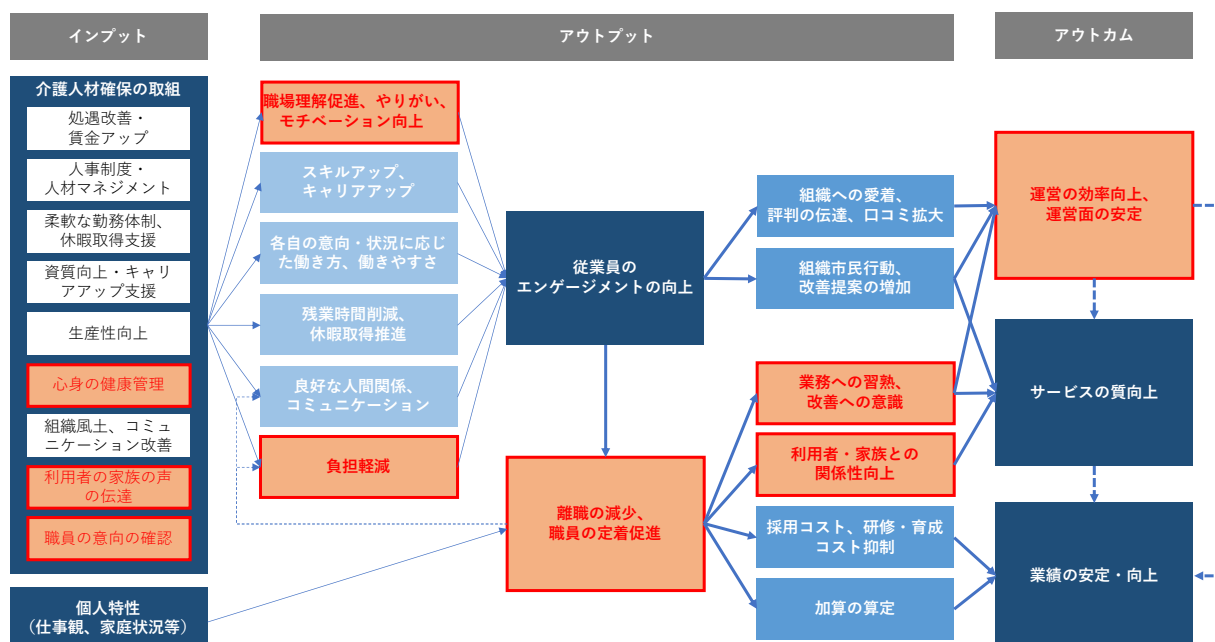 インプット
アウトプット
アウトカム
介護人材確保の取組
処遇改善・
賃金アップ
人事制度・
人材マネジメント
柔軟な勤務体制、
休暇取得支援
資質向上・キャリ
アアップ支援
生産性向上
心身の健康管理
組織風土、コミュ
ニケーション改善
利用者の家族の声
の伝達
職員の意向の確認
個人特性
（仕事観、家庭状況等）
職場理解促進、やりがい、
モチベーション向上
スキルアップ、
キャリアアップ
各自の意向・状況に応じ
た働き方、働きやすさ
残業時間削減、
休暇取得推進
良好な人間関係、
コミュニケーション
負担軽減
従業員の
エンゲージメントの向上
離職の減少、
職員の定着促進
組織への愛着、
評判の伝達、口コミ拡大
組織市民行動、
改善提案の増加
業務への習熟、
改善への意識
利用者・家族との
関係性向上
採用コスト、研修・育成
コスト抑制
加算の算定
運営の効率向上、
運営面の安定
サービスの質向上
業績の安定・向上